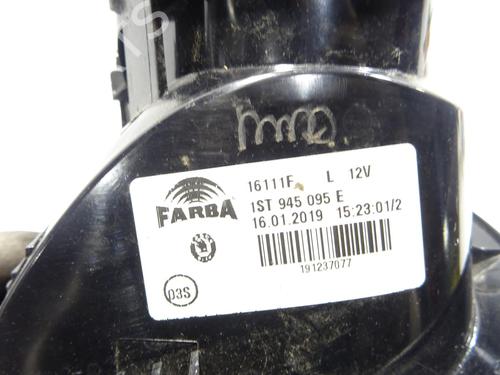 16111F L 12V
FARBA
1ST 945 095 E
16.01.2019 15:23:01/2
191237077
03S